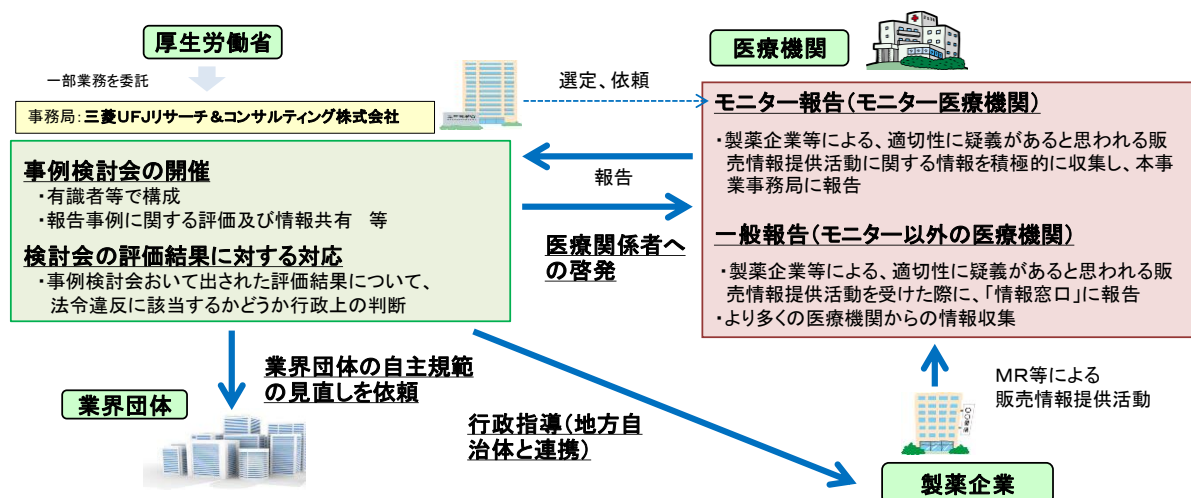 厚生労働省
一部業務を委託
事務局：三菱UFJリサーチ＆コンサルティング株式会社
選定、依頼
医療機関
モニター報告（モニター医療機関）
・製薬企業等による、適切性に疑義があると思われる販
売情報提供活動に関する情報を積極的に収集し、本事
業事務局に報告
一般報告（モニター以外の医療機関）
・製薬企業等による、適切性に疑義があると思われる販
売情報提供活動を受けた際に、「情報窓口」に報告
・より多くの医療機関からの情報収集
報告
医療関係者へ
の啓発
事例検討会の開催
・有識者等で構成
・報告事例に関する評価及び情報共有　等
検討会の評価結果に対する対応
・事例検討会おいて出された評価結果について、
法令違反に該当するかどうか行政上の判断
業界団体の自主規範
の見直しを依頼
業界団体
行政指導（地方自
治体と連携）
MR等による
販売情報提供活動
製薬企業